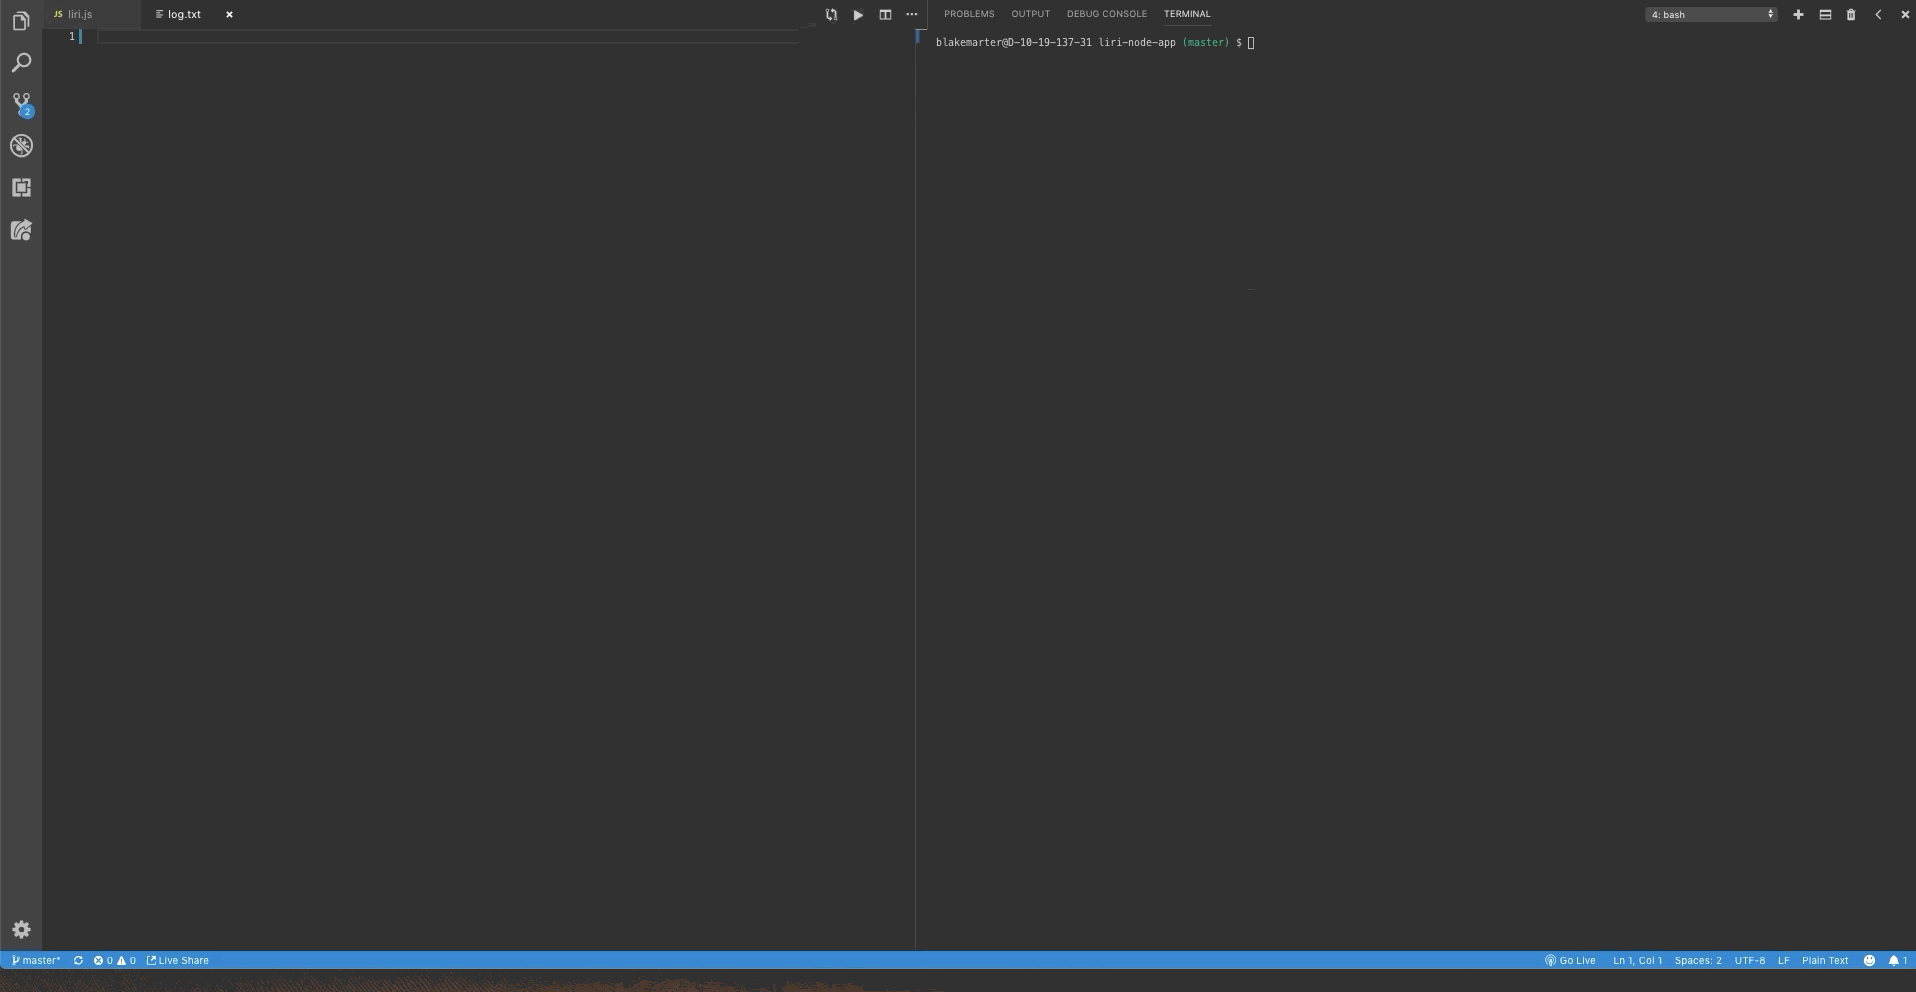 JS liri.js log.txt
PROBLEMS OUTPUT DEBUG CONSOLE TERMINAL 4: bash
1
blakemarter@D-10-19-137-31 liri-node-app (master) $
2
master* 0 0 Live Share Go Live Ln 1, Col 1 Spaces: 2 UTF-8 LF Plain Text 1